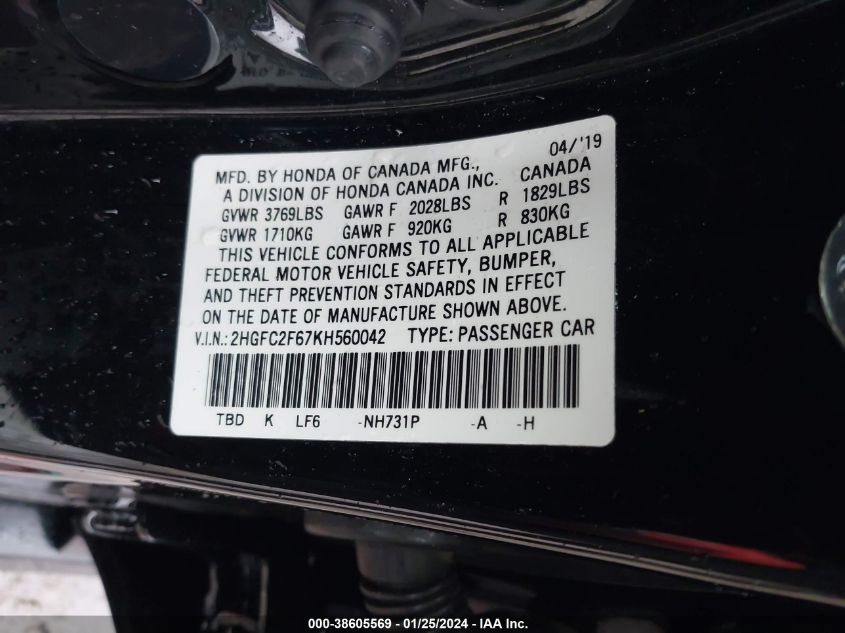 04/'19
MFD. BY HONDA OF CANADA MFG.,
A DIVISION OF HONDA CANADA INC. CANADA
GVWR 3769LBS GAWR F 2028LBS R 1829LBS
GVWR 1710KG GAWR F 920KG R 830KG
THIS VEHICLE CONFORMS TO ALL APPLICABLE
FEDERAL MOTOR VEHICLE SAFETY, BUMPER,
AND THEFT PREVENTION STANDARDS IN EFFECT
ON THE DATE OF MANUFACTURE SHOWN ABOVE.
V.I.N.: 2HGFC2F67KH560042 TYPE: PASSENGER CAR
TBD K LF6 -NH731P -A -H
000-38605569 - 01/25/2024 - IAA Inc.